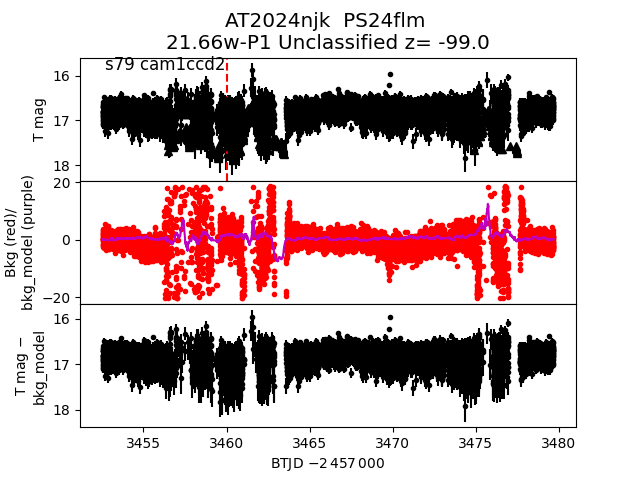 AT2024njk  PS24flm
21.66w-P1 Unclassified z= -99.0
s79 cam1ccd2
16
17
18
T mag
20
0
−20
Bkg (red)/
bkg_model (purple)
16
17
18
T mag −
bkg_model
3455
3460
3465
3470
3475
3480
BTJD −2 457 000